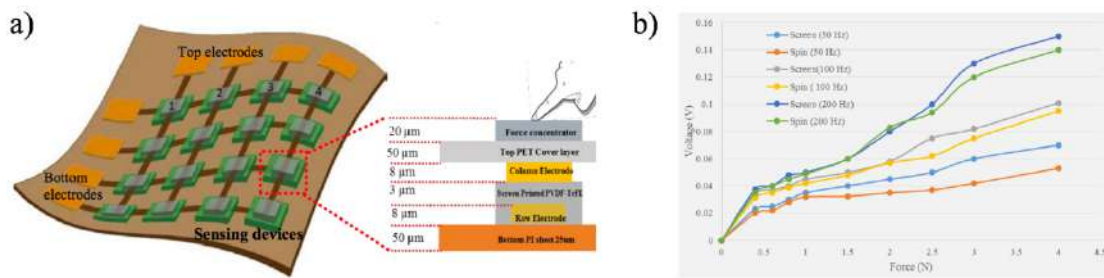 a)
Top electrodes
1
2
3
4
Bottom electrodes
Sensing devices
20 μm
50 μm
8 μm
3 μm
8 μm
50 μm
Force concentrator
Top PET Cover layer
Column Electrode
Screen Printed PVDF-TrFE
Row Electrode
Bottom PI sheet 25um
b)
0.16
0.14
0.12
0.1
0.08
0.06
0.04
0.02
0
Voltage (V)
Screen (50 Hz)
Spin (50 Hz)
Screen(100 Hz)
Spin ( 100 Hz)
Screen (200 Hz)
Spin (200 Hz)
0 0.5 1 1.5 2 2.5 3 3.5 4 4.5
Force (N)